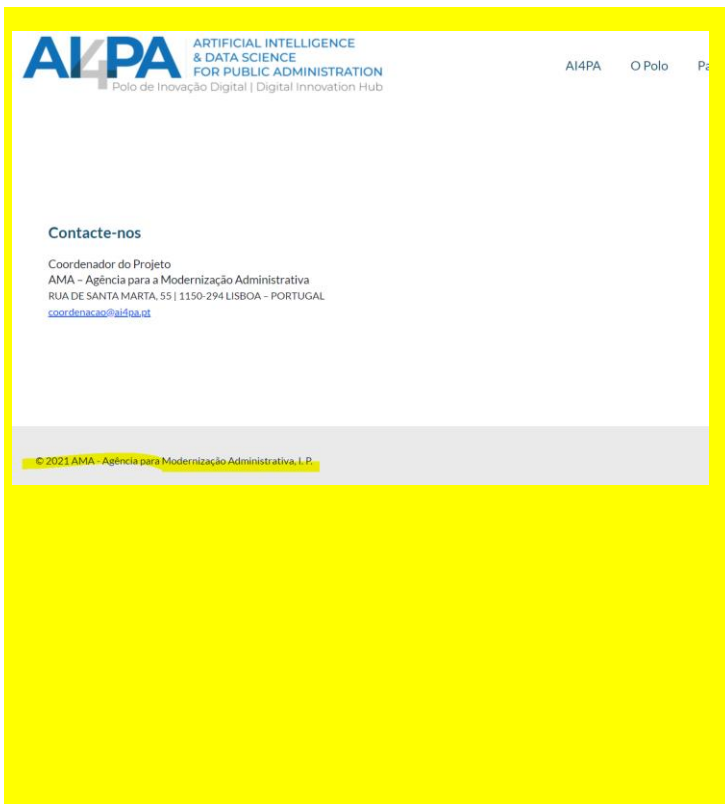 AI4PA
ARTIFICIAL INTELLIGENCE
& DATA SCIENCE
FOR PUBLIC ADMINISTRATION
Polo de Inovação Digital | Digital Innovation Hub
AI4PA O Polo Pa
Contacte-nos
Coordenador do Projeto
AMA – Agência para a Modernização Administrativa
RUA DE SANTA MARTA, 55 | 1150-294 LISBOA – PORTUGAL
coordenacao@ai4pa.pt
© 2021 AMA - Agência para Modernização Administrativa, I. P.